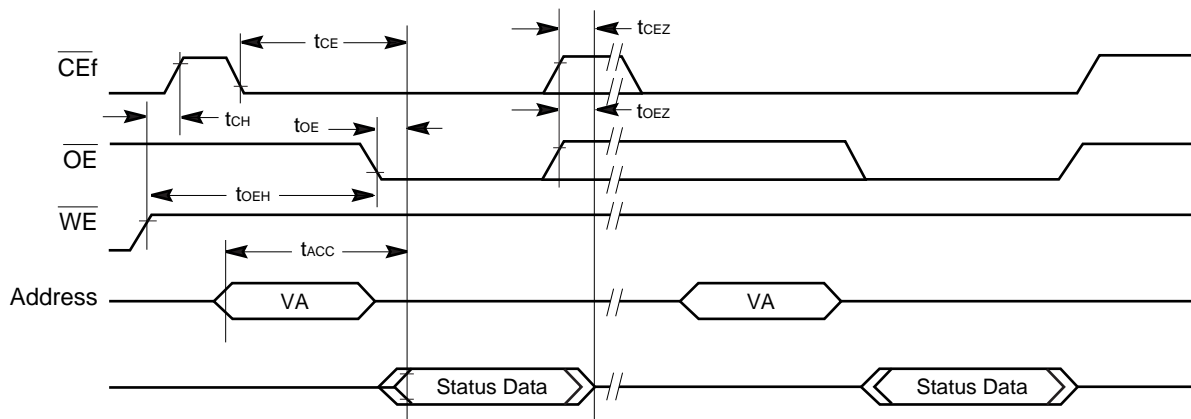 tCEZ
tCE
CEf
tCH
tOE
tOEZ
OE
tOEH
WE
tACC
Address
VA
VA
Status Data
Status Data